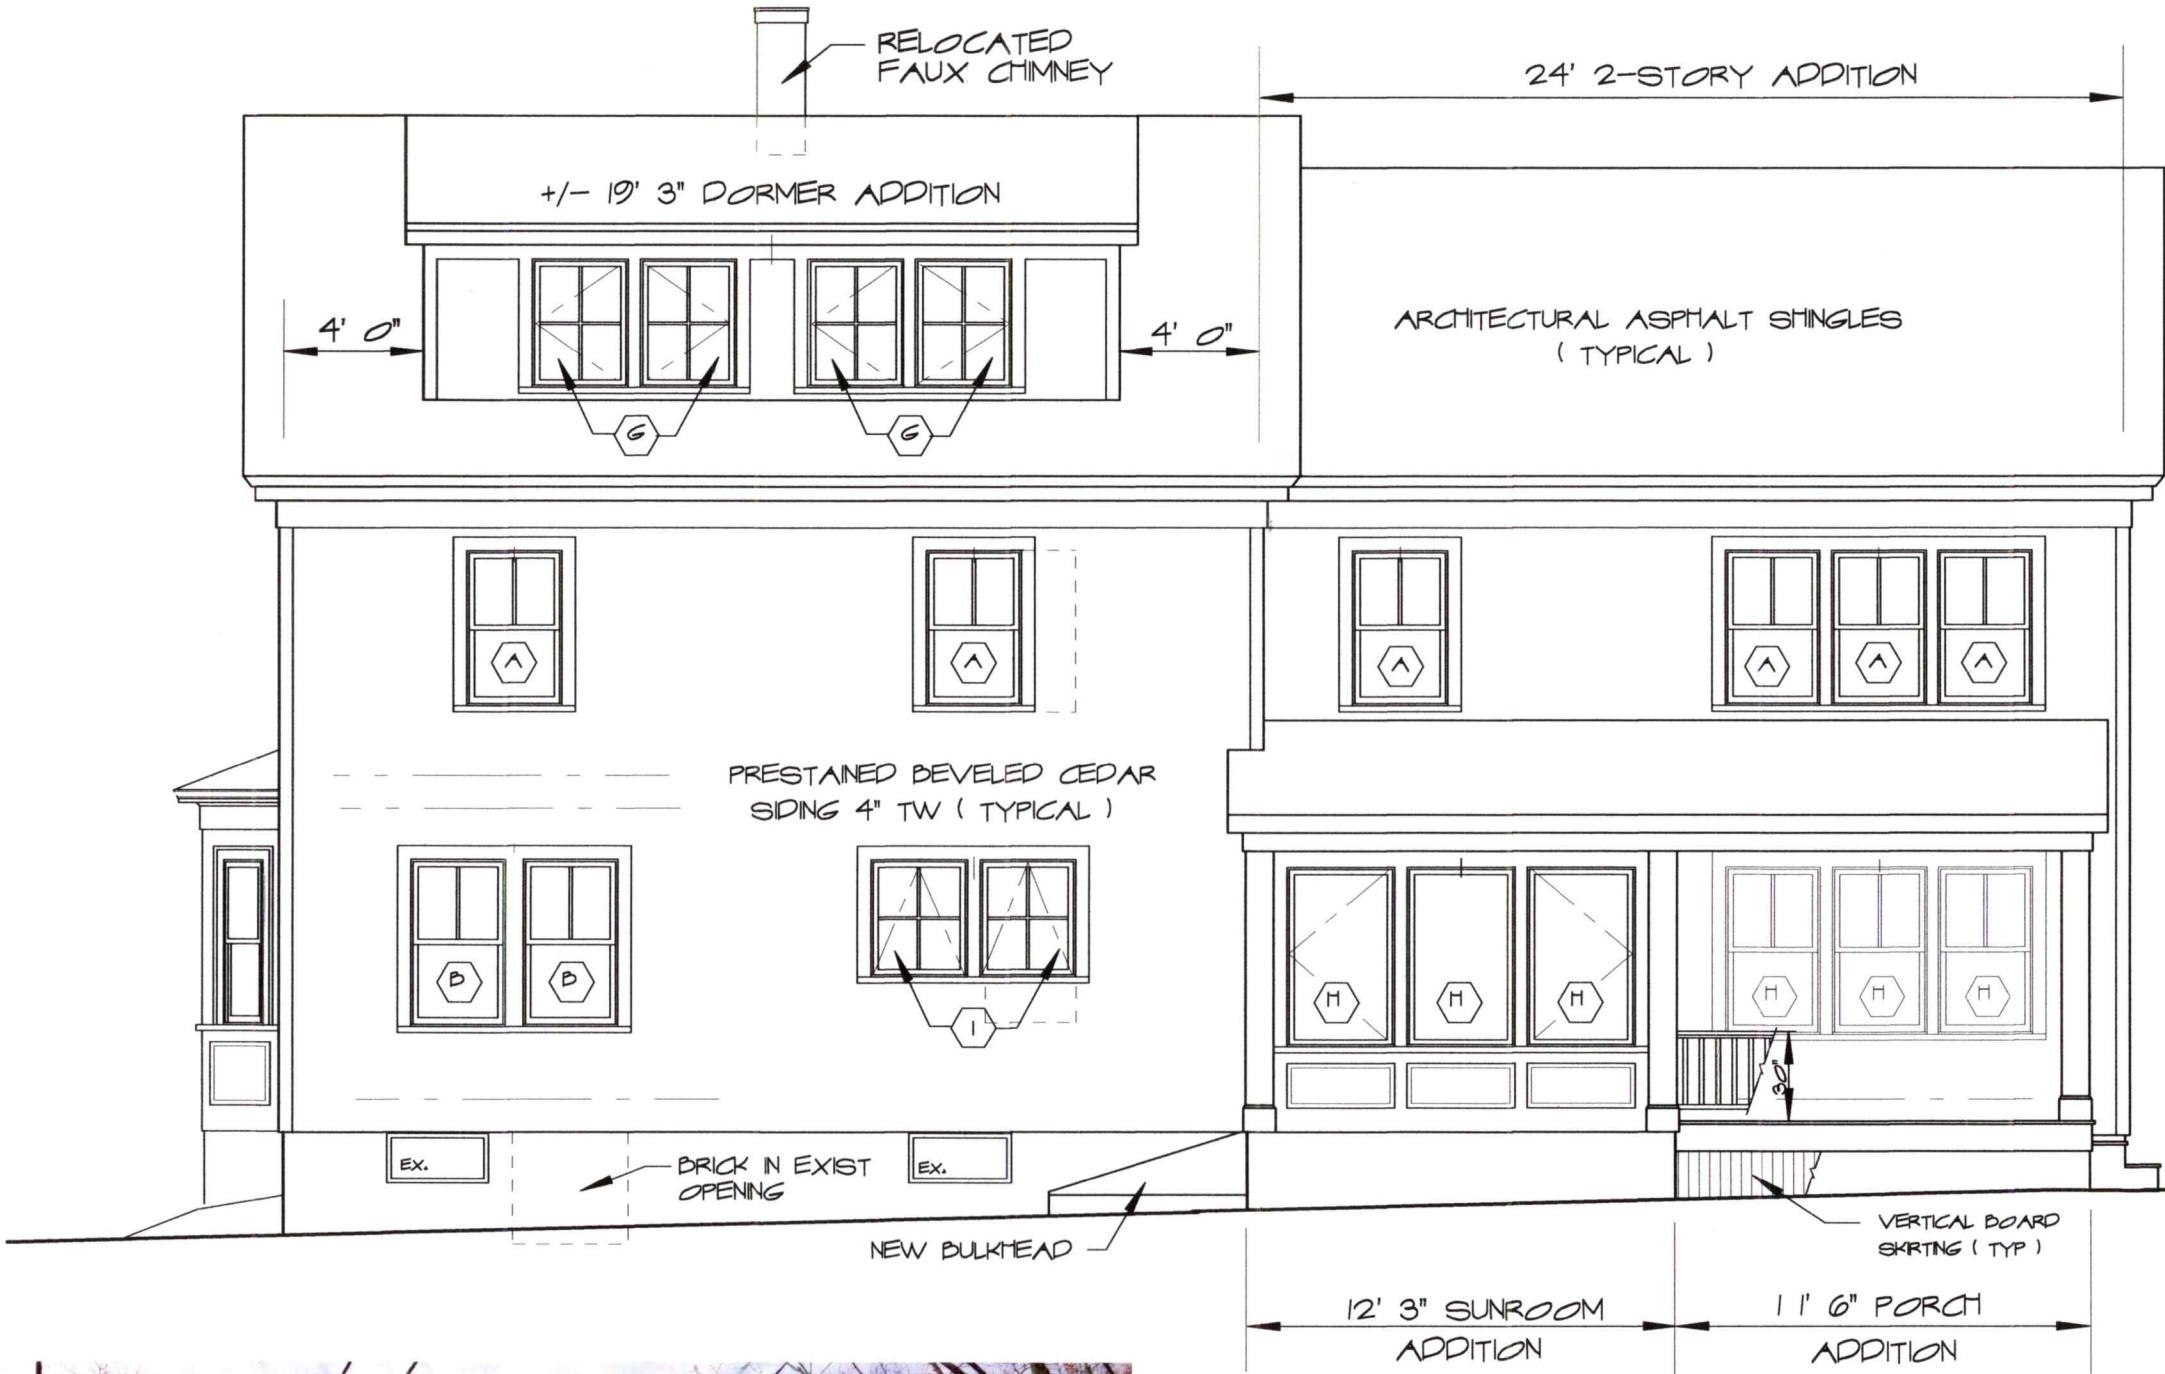 RELOCATED
FAUX CHIMNEY
24' 2-STORY ADDITION
+/- 19' 3" DORMER ADDITION
4' 0"
4' 0"
ARCHITECTURAL ASPHALT SHINGLES
( TYPICAL )
G
G
A
A
A
A
A
A
PRESTAINED BEVELED CEDAR
SIDING 4" TW ( TYPICAL )
B
B
I
H
H
H
H
H
H
30"
EX.
BRICK IN EXIST
OPENING
EX.
NEW BULKHEAD
VERTICAL BOARD
SKIRTING ( TYP )
12' 3" SUNROOM
ADDITION
11' 6" PORCH
ADDITION